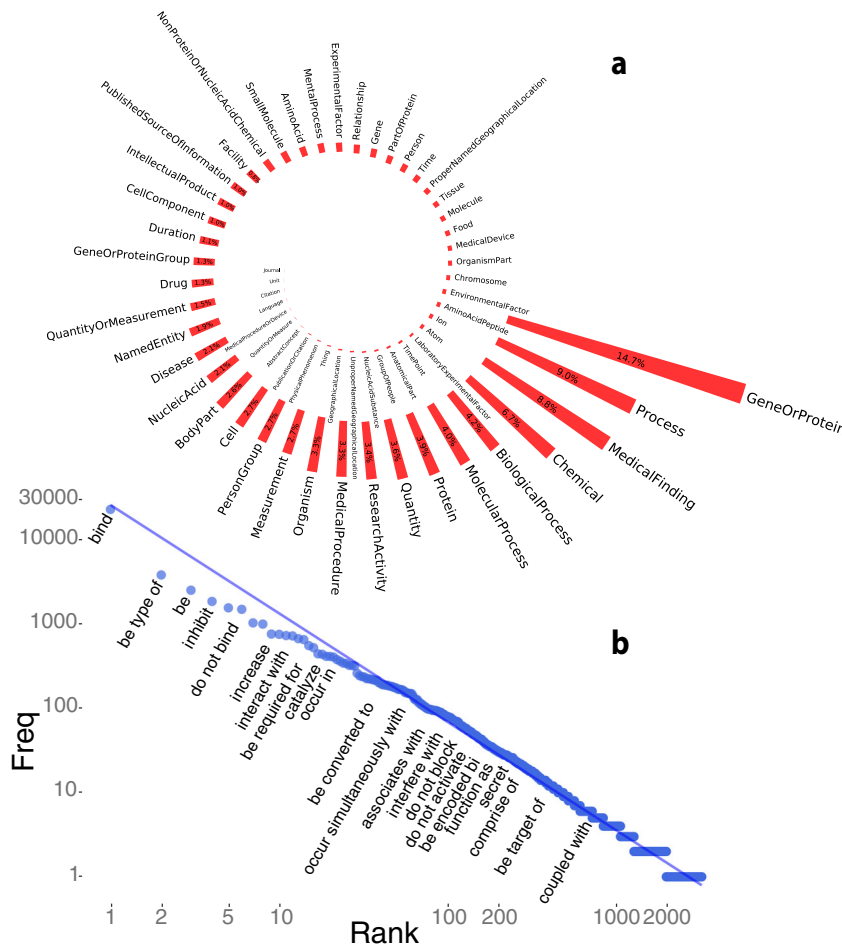 a
NonProteinOrNucleicAcidChemical
SmallMolecule
AminoAcid
MentalProcess
ExperimentalFactor
Relationship
Gene
PartOfProtein
Person
Time
ProperNamedGeographicalLocation
Tissue
Molecule
Food
MedicalDevice
OrganismPart
Chromosome
EnvironmentalFactor
AminoAcidPeptide
Ion
Atom
LaboratoryExperimentalFactor
TimePoint
AnatomicalPart
GroupOfPeople
NucleicAcidSubstance
UnproperNamedGeographicalLocation
GeographicalLocation
Thing
PhysicalPhenomenon
PublicationOrCitation
AbstractConcept
QuantityOrMeasure
MedicalProcedureOrDevice
Language
Citation
Unit
Journal
14.7% GeneOrProtein
9.0% Process
8.8% MedicalFinding
6.7% Chemical
4.2% BiologicalProcess
4.0% MolecularProcess
3.9% Protein
3.6% Quantity
3.4% ResearchActivity
3.3% MedicalProcedure
3.3% Organism
2.7% Measurement
2.7% PersonGroup
2.7% Cell
2.6% BodyPart
2.1% NucleicAcid
2.1% Disease
1.9% NamedEntity
1.5% QuantityOrMeasurement
1.3% Drug
1.3% GeneOrProteinGroup
1.1% Duration
1.0% CellComponent
IntellectualProduct
1.0% PublishedSourceOfInformation
Facility
b
Freq
30000
10000
1000
100
10
1
bind
be type of
be
inhibit
do not bind
increase
interact with
be required for
catalyze
occur in
be converted to
occur simultaneously with
associates with
interfere with
do not block
do not activate
be encoded bi
function as
secret
comprise of
be target of
coupled with
1 2 5 10 100 200 1000 2000
Rank